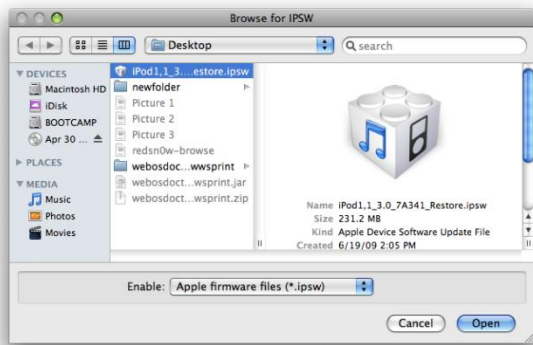 Browse for IPSW
Desktop
search
DEVICES
Macintosh HD
iDisk
BOOTCAMP
Apr 30 ...
PLACES
MEDIA
Music
Photos
Movies
iPod1,1_3....estore.ipsw
newfolder
Picture 1
Picture 2
Picture 3
redsn0w-browse
webosdoc...wwsprint
webosdoct...wsprint.jar
webosdoct...wsprint.zip
Name iPod1,1_3.0_7A341_Restore.ipsw
Size 231.2 MB
Kind Apple Device Software Update File
Created 6/19/09 2:05 PM
Enable: Apple firmware files (*.ipsw)
Cancel
Open